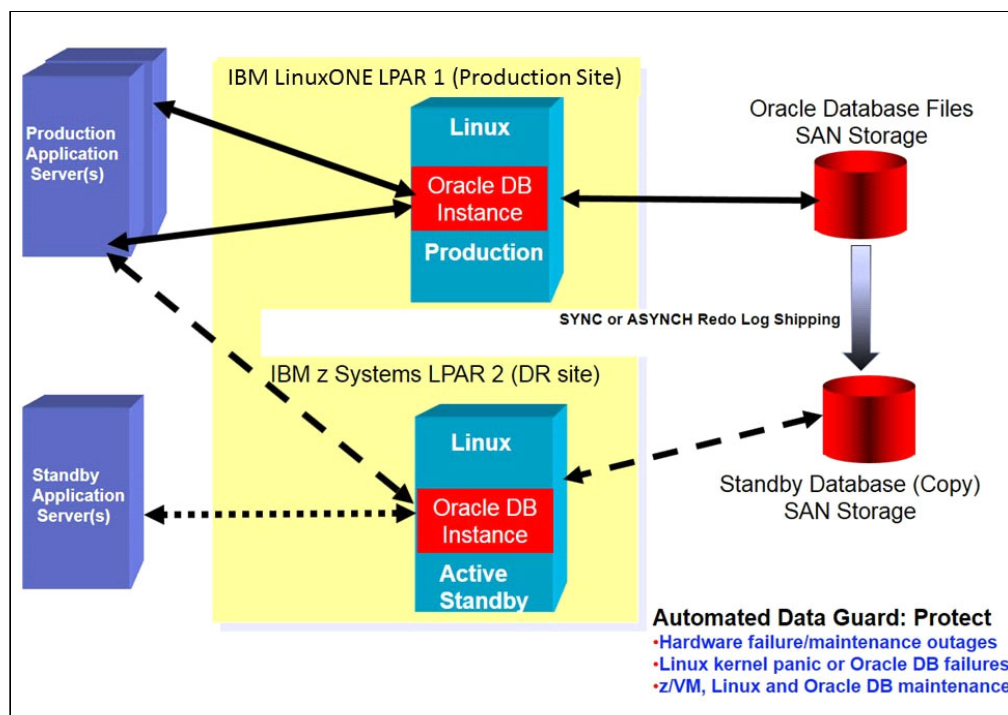 IBM LinuxONE LPAR 1 (Production Site)
Production
Application
Server(s)
Linux
Oracle DB
Instance
Production
Oracle Database Files
SAN Storage
SYNC or ASYNCH Redo Log Shipping
IBM z Systems LPAR 2 (DR site)
Standby
Application
Server(s)
Linux
Oracle DB
Instance
Active
Standby
Standby Database (Copy)
SAN Storage
Automated Data Guard: Protect
•Hardware failure/maintenance outages
•Linux kernel panic or Oracle DB failures
•z/VM, Linux and Oracle DB maintenance